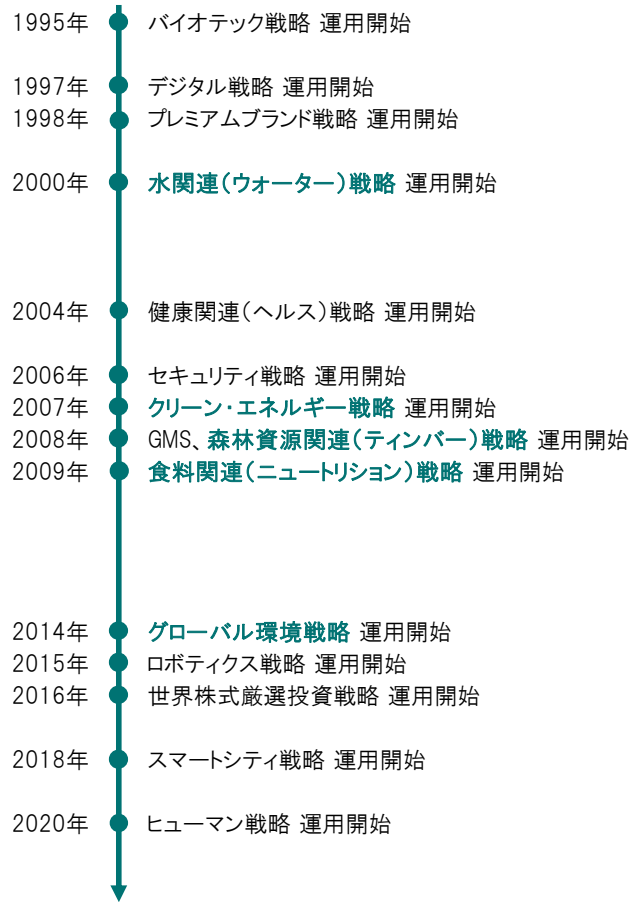 1995年 バイオテック戦略 運用開始
1997年 デジタル戦略 運用開始
1998年 プレミアムブランド戦略 運用開始
2000年 水関連（ウォーター）戦略 運用開始
2004年 健康関連（ヘルス）戦略 運用開始
2006年 セキュリティ戦略 運用開始
2007年 クリーン・エネルギー戦略 運用開始
2008年 GMS、森林資源関連（ティンバー）戦略 運用開始
2009年 食料関連（ニュートリション）戦略 運用開始
2014年 グローバル環境戦略 運用開始
2015年 ロボティクス戦略 運用開始
2016年 世界株式厳選投資戦略 運用開始
2018年 スマートシティ戦略 運用開始
2020年 ヒューマン戦略 運用開始